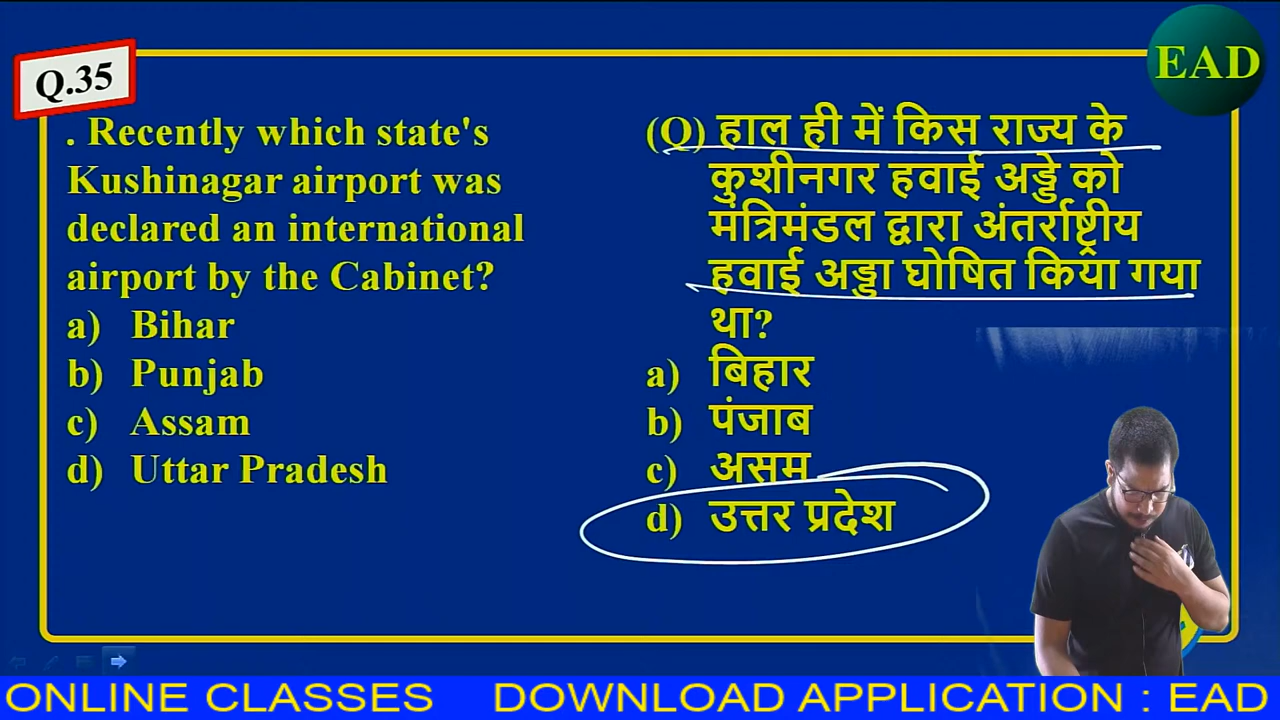 Q.35
EAD
. Recently which state's
Kushinagar airport was
declared an international
airport by the Cabinet?
a) Bihar
b) Punjab
c) Assam
d) Uttar Pradesh
(Q) हाल ही में किस राज्य के
कुशीनगर हवाई अड्डे को
मंत्रिमंडल द्वारा अंतर्राष्ट्रीय
हवाई अड्डा घोषित किया गया
था?
a) बिहार
b) पंजाब
c) असम
d) उत्तर प्रदेश
ONLINE CLASSES DOWNLOAD APPLICATION : EAD